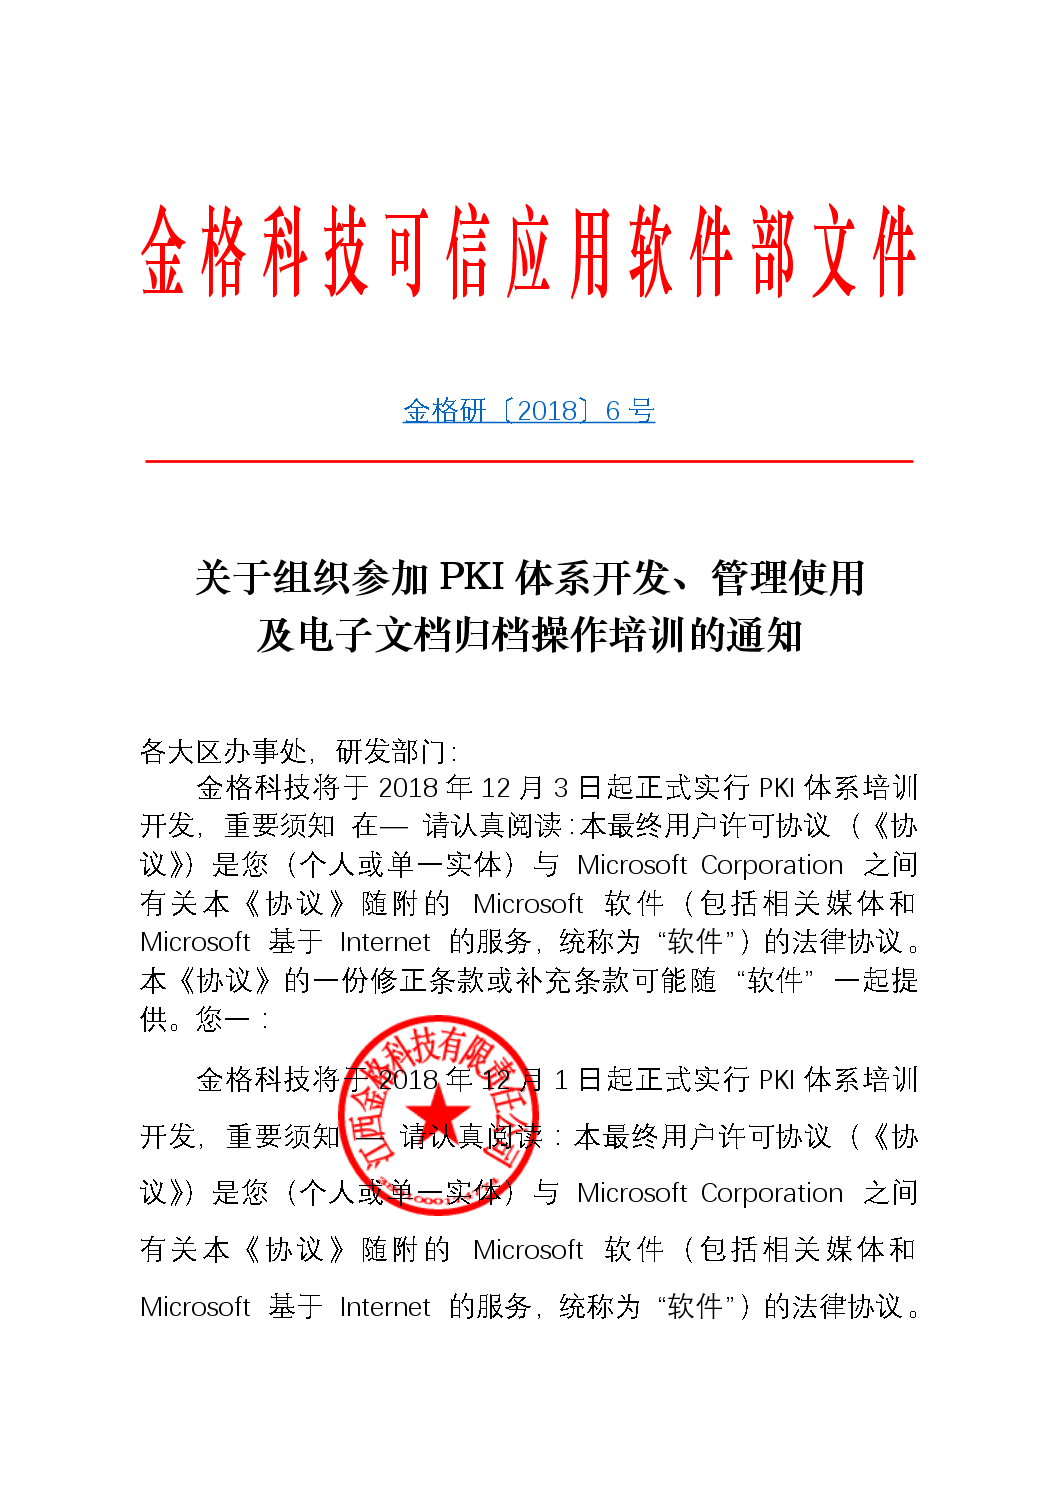 金格科技可信应用软件部文件
金格研〔2018〕6号
关于组织参加 PKI 体系开发、管理使用
及电子文档归档操作培训的通知
各大区办事处，研发部门：
金格科技将于 2018 年 12 月 3 日起正式实行 PKI 体系培训
开发，重要须知 在— 请认真阅读：本最终用户许可协议（《协
议》）是您（个人或单一实体）与 Microsoft Corporation 之间
有关本《协议》随附的 Microsoft 软件（包括相关媒体和
Microsoft 基于 Internet 的服务，统称为 “软件”）的法律协议。
本《协议》的一份修正条款或补充条款可能随 “软件” 一起提
供。您一：
金格科技将于 2018 年 12 月 1 日起正式实行 PKI 体系培训
开发，重要须知 — 请认真阅读：本最终用户许可协议（《协
议》）是您（个人或单一实体）与 Microsoft Corporation 之间
有关本《协议》随附的 Microsoft 软件（包括相关媒体和
Microsoft 基于 Internet 的服务，统称为 “软件”）的法律协议。
江西金格科技有限责任公司